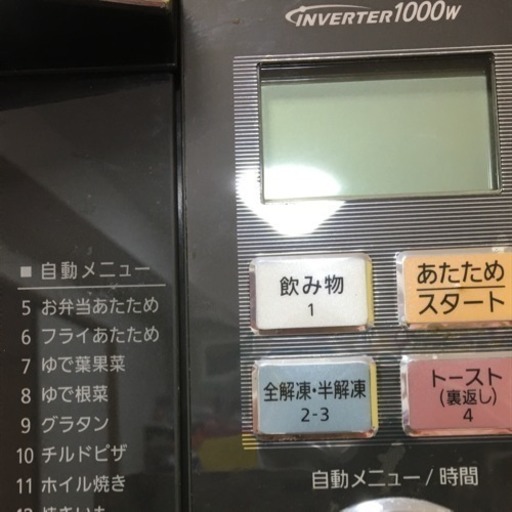 INVERTER1000W
■ 自動メニュー
5 お弁当あたため
6 フライあたため
7 ゆで葉果菜
8 ゆで根菜
9 グラタン
10 チルドピザ
11 ホイル焼き
飲み物
1
あたため
スタート
全解凍・半解凍
2-3
トースト
(裏返し)
4
自動メニュー/時間